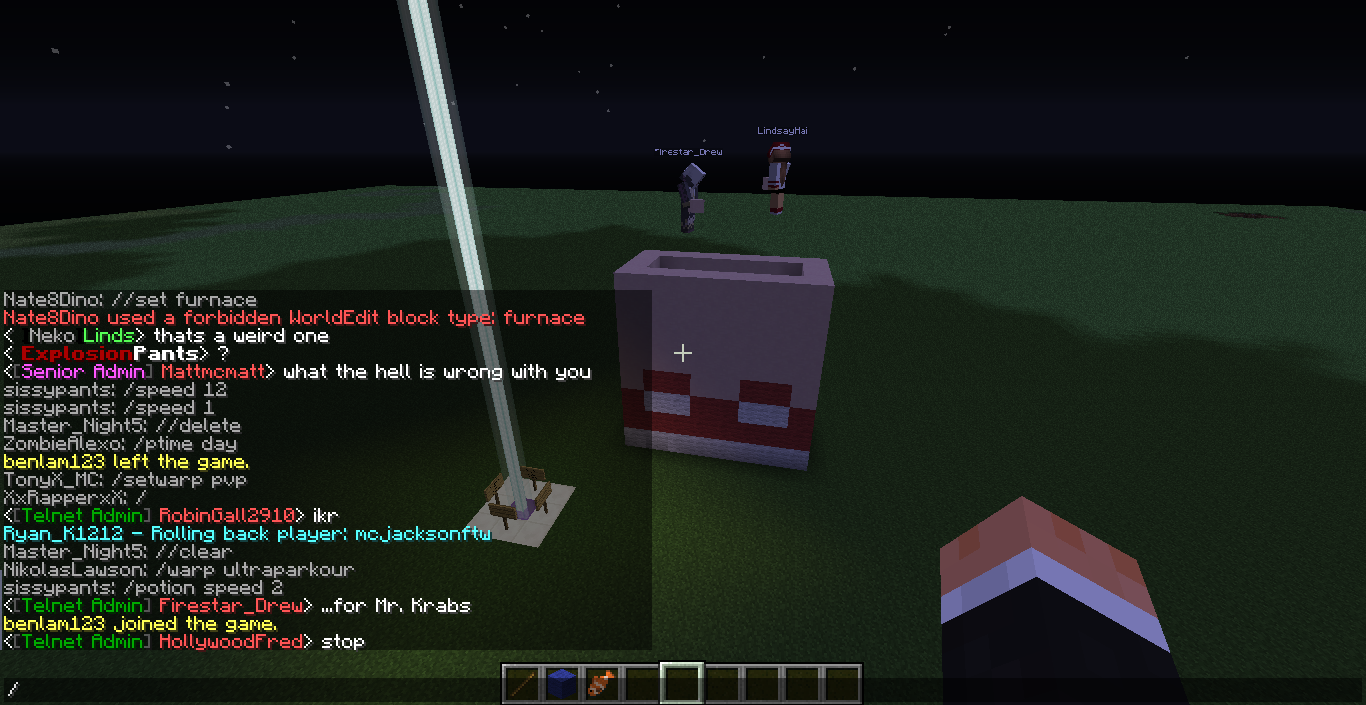 LindsayHai
Firestar_Drew
Nate8Dino: //set furnace
Nate8Dino used a forbidden WorldEdit block type: furnace
< Neko Linds> thats a weird one
< ExplosionPants> ?
<[Senior Admin] Mattmcmatt> what the hell is wrong with you
sissypants: /speed 12
sissypants: /speed 1
Master_Night5: //delete
ZombieAlexo: /ptime day
benlam123 left the game.
TonyX_MC: /setwarp pvp
XxRapperxX: /
<[Telnet Admin] RobinGall2910> ikr
Ryan_K1212 - Rolling back player: mcjacksonftw
Master_Night5: //clear
NikolasLawson: /warp ultraparkour
sissypants: /potion speed 2
<[Telnet Admin] Firestar_Drew> ...for Mr. Krabs
benlam123 joined the game.
<[Telnet Admin] HollywoodFred> stop
/